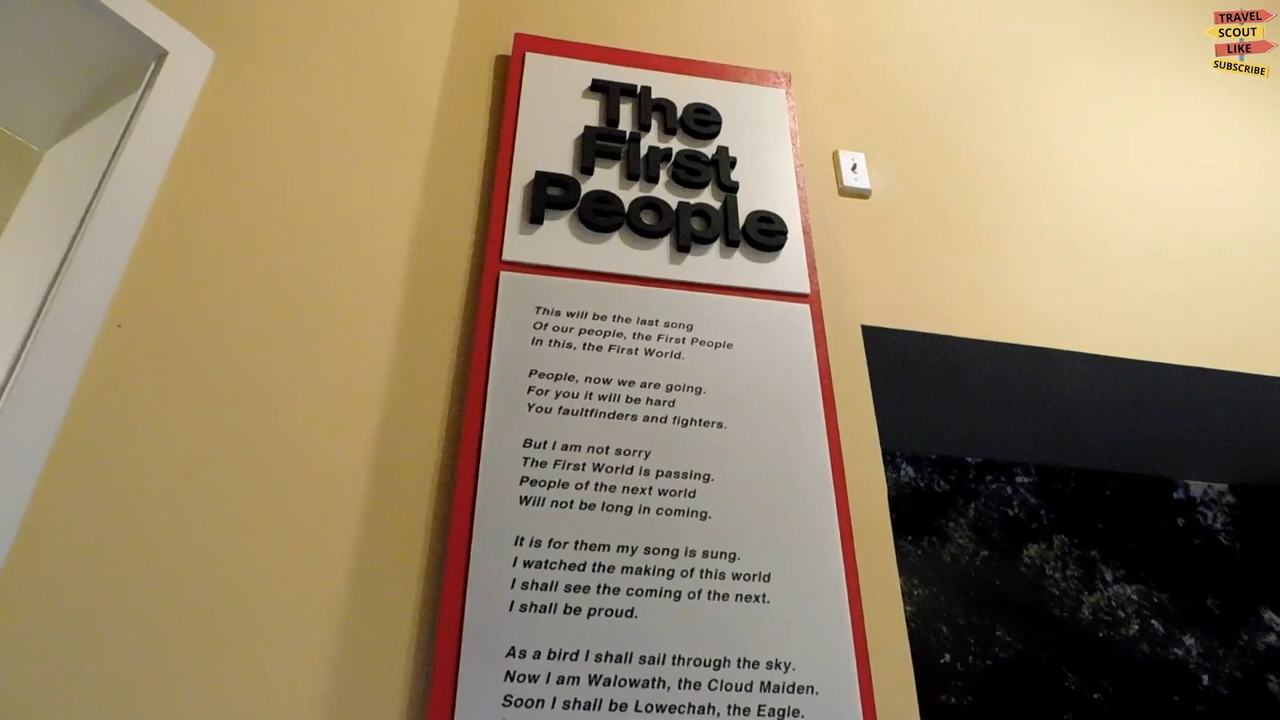 TRAVEL
SCOUT
LIKE
SUBSCRIBE
The
First
People
This will be the last song
Of our people, the First People
In this, the First World.
People, now we are going.
For you it will be hard
You faultfinders and fighters.
But I am not sorry
The First World is passing.
People of the next world
Will not be long in coming.
It is for them my song is sung.
I watched the making of this world
I shall see the coming of the next.
I shall be proud.
As a bird I shall sail through the sky.
Now I am Walowath, the Cloud Maiden.
Soon I shall be Lowechah, the Eagle.